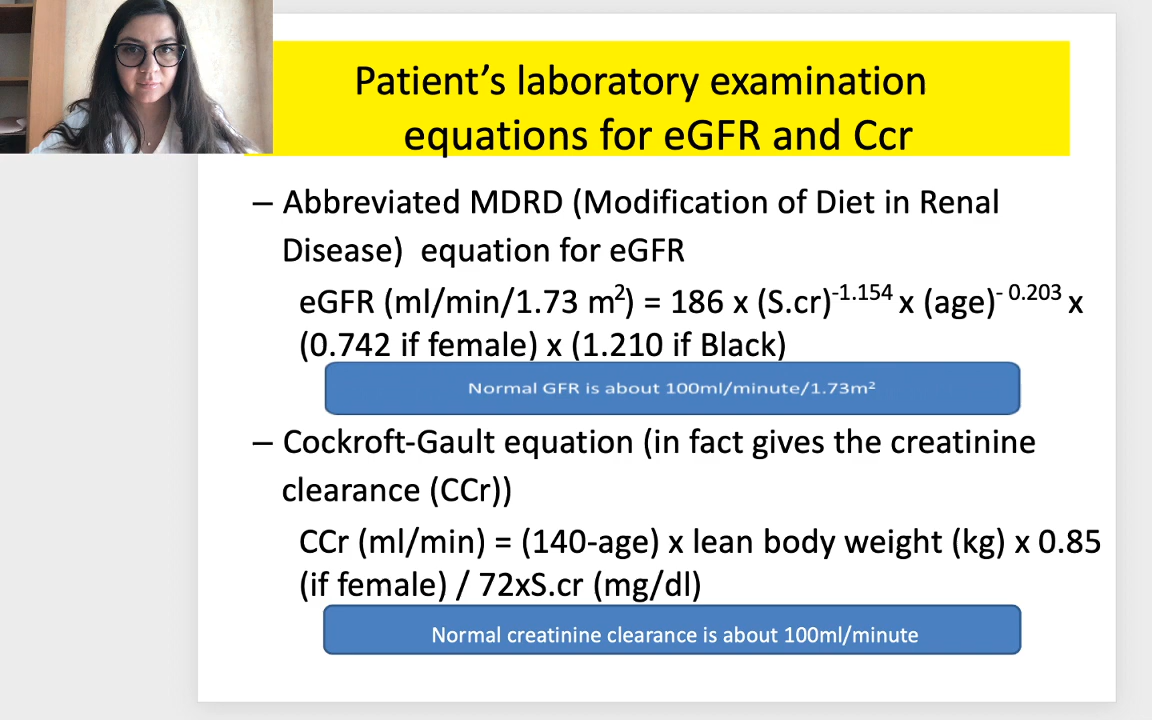 Patient’s laboratory examination
equations for eGFR and Ccr
– Abbreviated MDRD (Modification of Diet in Renal
Disease) equation for eGFR
eGFR (ml/min/1.73 m²) = 186 x (S.cr)⁻¹·¹⁵⁴ x (age)⁻ ⁰·²⁰³ x
(0.742 if female) x (1.210 if Black)
Normal GFR is about 100ml/minute/1.73m²
– Cockroft-Gault equation (in fact gives the creatinine
clearance (CCr))
CCr (ml/min) = (140-age) x lean body weight (kg) x 0.85
(if female) / 72xS.cr (mg/dl)
Normal creatinine clearance is about 100ml/minute